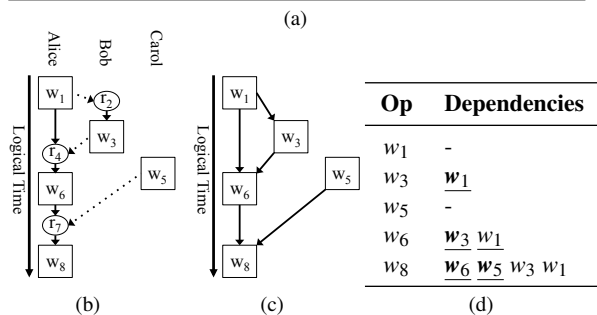 (a)
Alice Bob Carol
Logical Time
w1
r2
w3
r4
w5
w6
r7
w8
(b)
Logical Time
w1
w3
w5
w6
w8
(c)
Op Dependencies
w1 -
w3 w1
w5 -
w6 w3 w1
w8 w6 w5 w3 w1
(d)